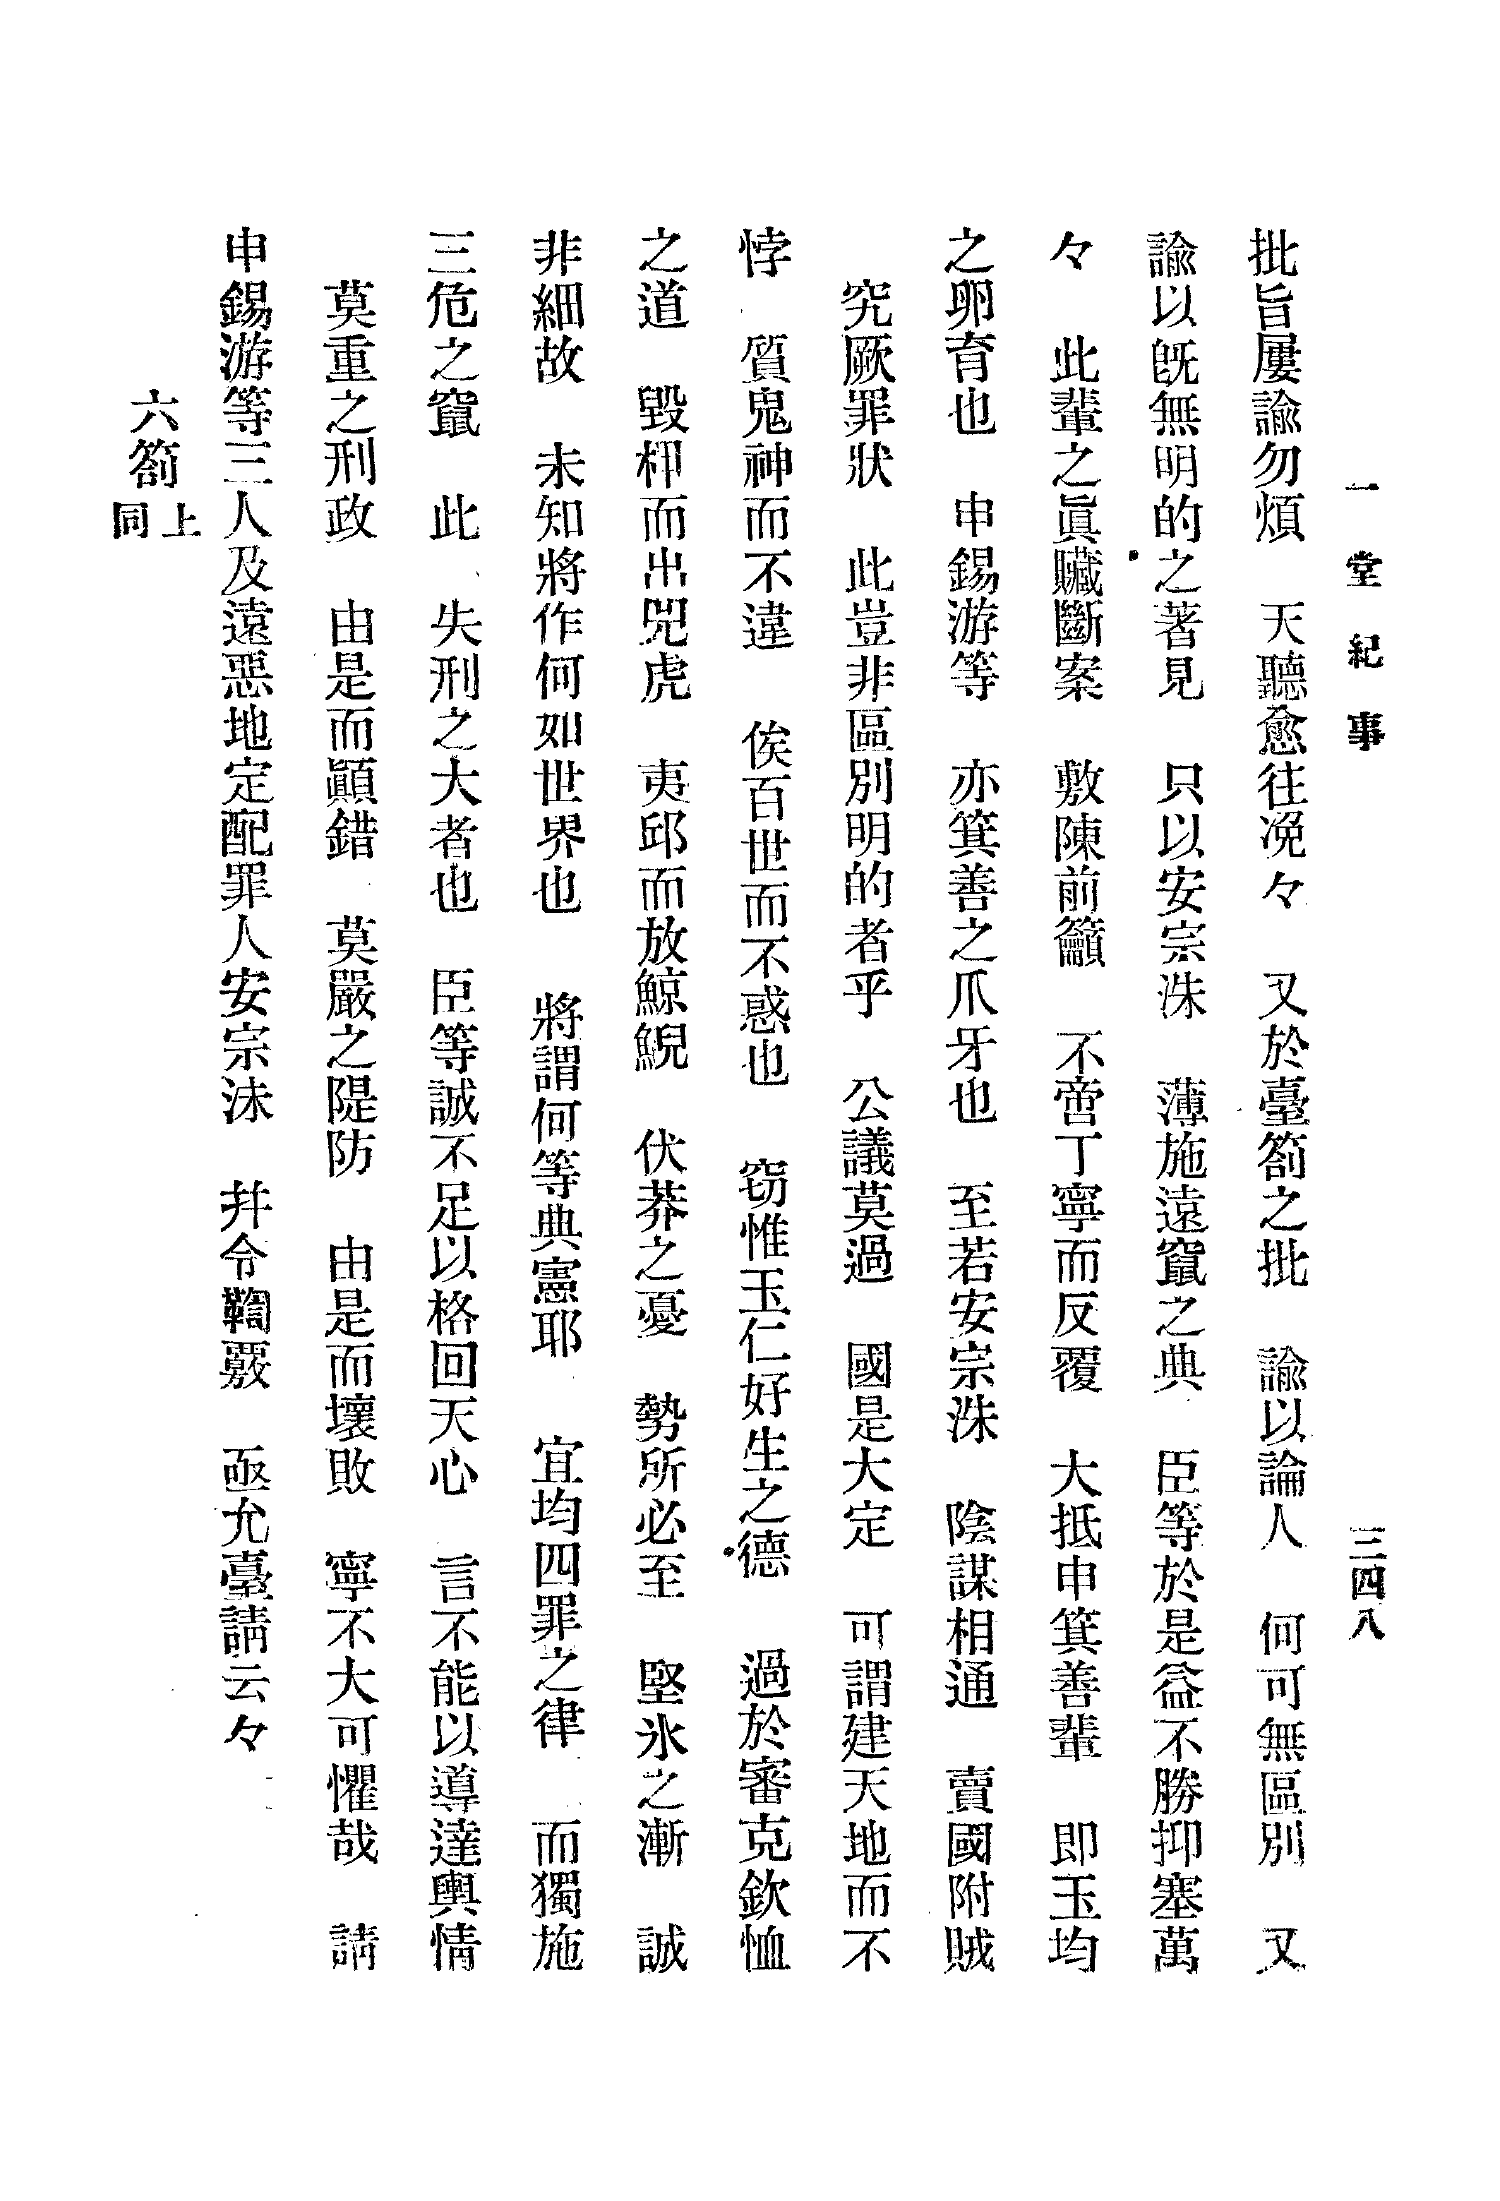 一堂紀事 三四八
批旨屢諭勿煩 天聽愈往冞々 又於臺箚之批 諭以論人 何可無區別 又
諭以旣無明的之著見 只以安宗洙 薄施遠竄之典 臣等於是益不勝抑塞萬
々 此輩之眞贓斷案 敷陳前籲 不啻丁寧而反覆 大抵申箕善輩 即玉均
之卵育也 申錫游等 亦箕善之爪牙也 至若安宗洙 陰謀相通 賣國附賊
究厥罪狀 此豈非區別明的者乎 公議莫過 國是大定 可謂建天地而不
悖 質鬼神而不違 俟百世而不惑也 窃惟玉仁好生之德 過於審克欽恤
之道 毀柙而出兕虎 夷邱而放鯨鯢 伏莽之憂 勢所必至 堅氷之漸 誠
非細故 未知將作何如世界也 將謂何等典憲耶 宜均四罪之律 而獨施
三危之竄 此 失刑之大者也 臣等誠不足以格回天心 言不能以導達輿情
莫重之刑政 由是而顚錯 莫嚴之隄防 由是而壞敗 寧不大可懼哉 請
申錫游等三人及遠惡地定配罪人安宗洙 幷令鞫覈 亟允臺請云々
六箚 同上